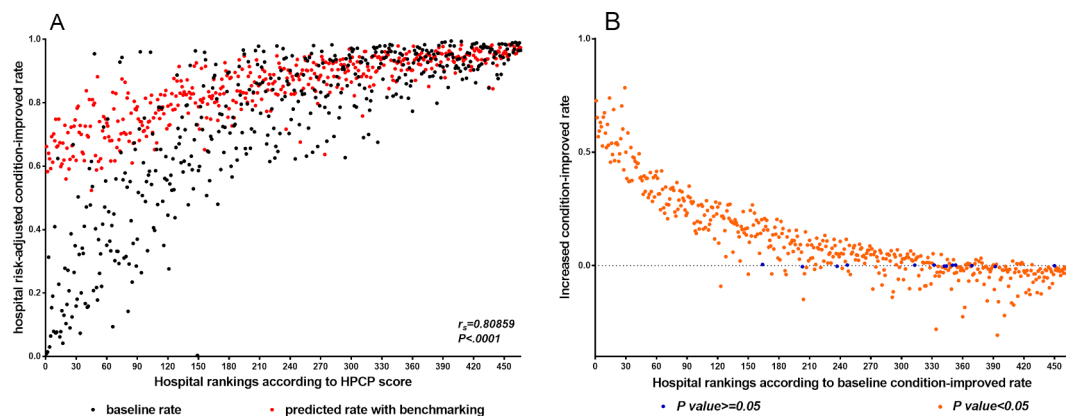 A
hospital risk-adjusted condition-improved rate
1.0
0.8
0.6
0.4
0.2
0.0
0 30 60 90 120 150 180 210 240 270 300 330 360 390 420 450
Hospital rankings according to HPCP score
rs=0.80859
P<.0001
baseline rate
predicted rate with benchmarking
B
Increased condition-improved rate
1.0
0.5
0.0
0 30 60 90 120 150 180 210 240 270 300 330 360 390 420 450
Hospital rankings according to baseline condition-improved rate
P value>=0.05
P value<0.05